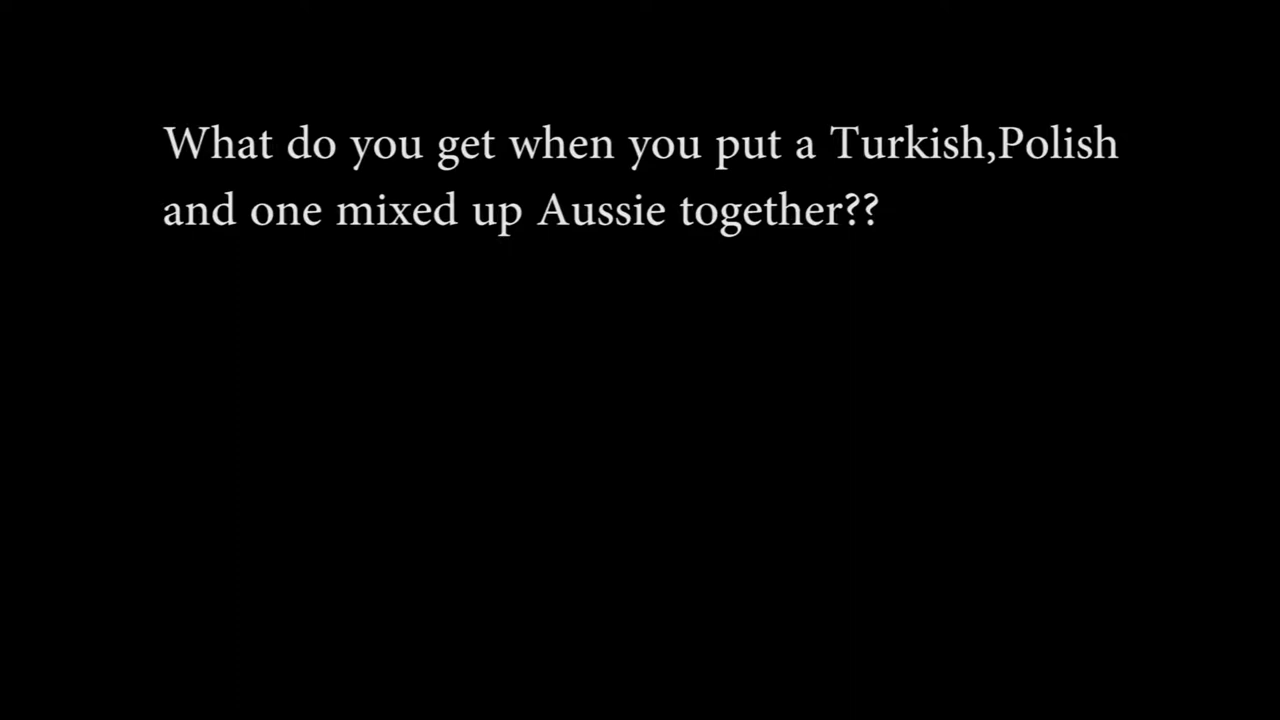 What do you get when you put a Turkish,Polish
and one mixed up Aussie together??